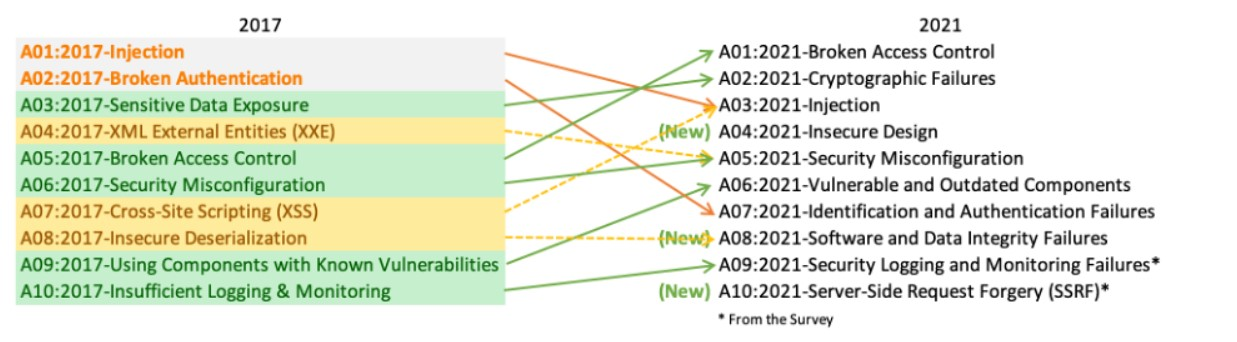 2017
A01:2017-Injection
A02:2017-Broken Authentication
A03:2017-Sensitive Data Exposure
A04:2017-XML External Entities (XXE)
A05:2017-Broken Access Control
A06:2017-Security Misconfiguration
A07:2017-Cross-Site Scripting (XSS)
A08:2017-Insecure Deserialization
A09:2017-Using Components with Known Vulnerabilities
A10:2017-Insufficient Logging & Monitoring
2021
A01:2021-Broken Access Control
A02:2021-Cryptographic Failures
A03:2021-Injection
(New) A04:2021-Insecure Design
A05:2021-Security Misconfiguration
A06:2021-Vulnerable and Outdated Components
A07:2021-Identification and Authentication Failures
(New) A08:2021-Software and Data Integrity Failures
A09:2021-Security Logging and Monitoring Failures*
(New) A10:2021-Server-Side Request Forgery (SSRF)*
* From the Survey